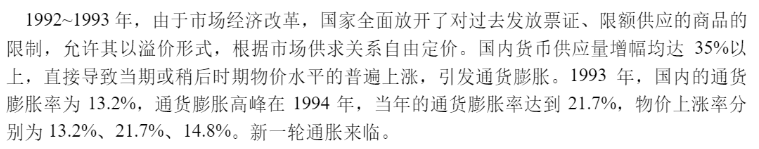 1992~1993 年，由于市场经济改革，国家全面放开了对过去发放票证、限额供应的商品的
限制，允许其以溢价形式，根据市场供求关系自由定价。国内货币供应量增幅均达 35%以
上，直接导致当期或稍后时期物价水平的普遍上涨，引发通货膨胀。1993 年，国内的通货
膨胀率为 13.2%，通货膨胀高峰在 1994 年，当年的通货膨胀率达到 21.7%，物价上涨率分
别为 13.2%、21.7%、14.8%。新一轮通胀来临。